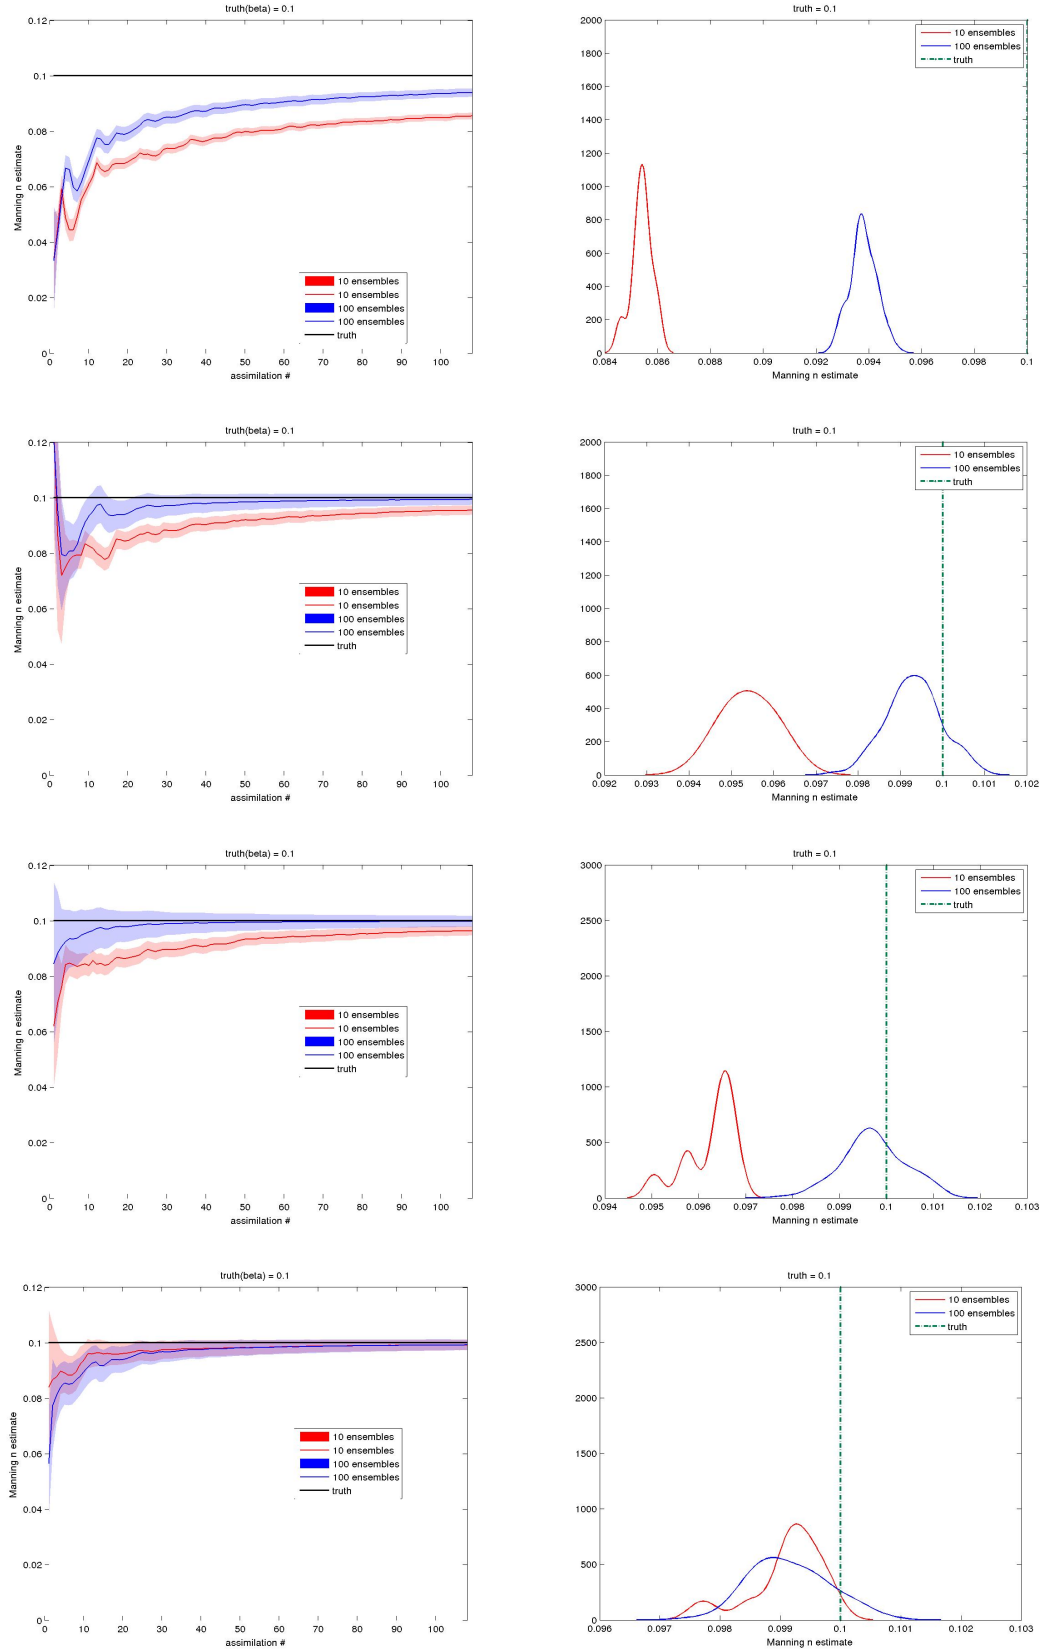 truth(beta) = 0.1
0.12
0.1
0.08
0.06
0.04
0.02
0
Manning n estimate
10 ensembles
10 ensembles
100 ensembles
100 ensembles
truth
0 10 20 30 40 50 60 70 80 90 100
assimilation #
truth = 0.1
2000
1800
1600
1400
1200
1000
800
600
400
200
0
10 ensembles
100 ensembles
truth
0.084 0.086 0.088 0.09 0.092 0.094 0.096 0.098 0.1
Manning n estimate
truth(beta) = 0.1
0.12
0.1
0.08
0.06
0.04
0.02
0
Manning n estimate
10 ensembles
10 ensembles
100 ensembles
100 ensembles
truth
0 10 20 30 40 50 60 70 80 90 100
assimilation #
truth = 0.1
2000
1800
1600
1400
1200
1000
800
600
400
200
0
10 ensembles
100 ensembles
truth
0.092 0.093 0.094 0.095 0.096 0.097 0.098 0.099 0.1 0.101 0.102
Manning n estimate
truth(beta) = 0.1
0.12
0.1
0.08
0.06
0.04
0.02
0
Manning n estimate
10 ensembles
10 ensembles
100 ensembles
100 ensembles
truth
0 10 20 30 40 50 60 70 80 90 100
assimilation #
truth = 0.1
3000
2500
2000
1500
1000
500
0
10 ensembles
100 ensembles
truth
0.094 0.095 0.096 0.097 0.098 0.099 0.1 0.101 0.102 0.103
Manning n estimate
truth(beta) = 0.1
0.12
0.1
0.08
0.06
0.04
0.02
0
Manning n estimate
10 ensembles
10 ensembles
100 ensembles
100 ensembles
truth
0 10 20 30 40 50 60 70 80 90 100
assimilation #
truth = 0.1
3000
2500
2000
1500
1000
500
0
10 ensembles
100 ensembles
truth
0.096 0.097 0.098 0.099 0.1 0.101 0.102 0.103
Manning n estimate